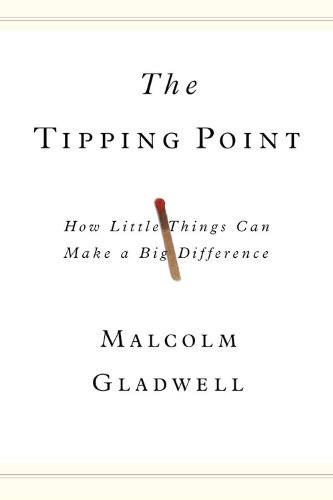 The
TIPPING POINT
How Little Things Can
Make a Big Difference
MALCOLM
GLADWELL